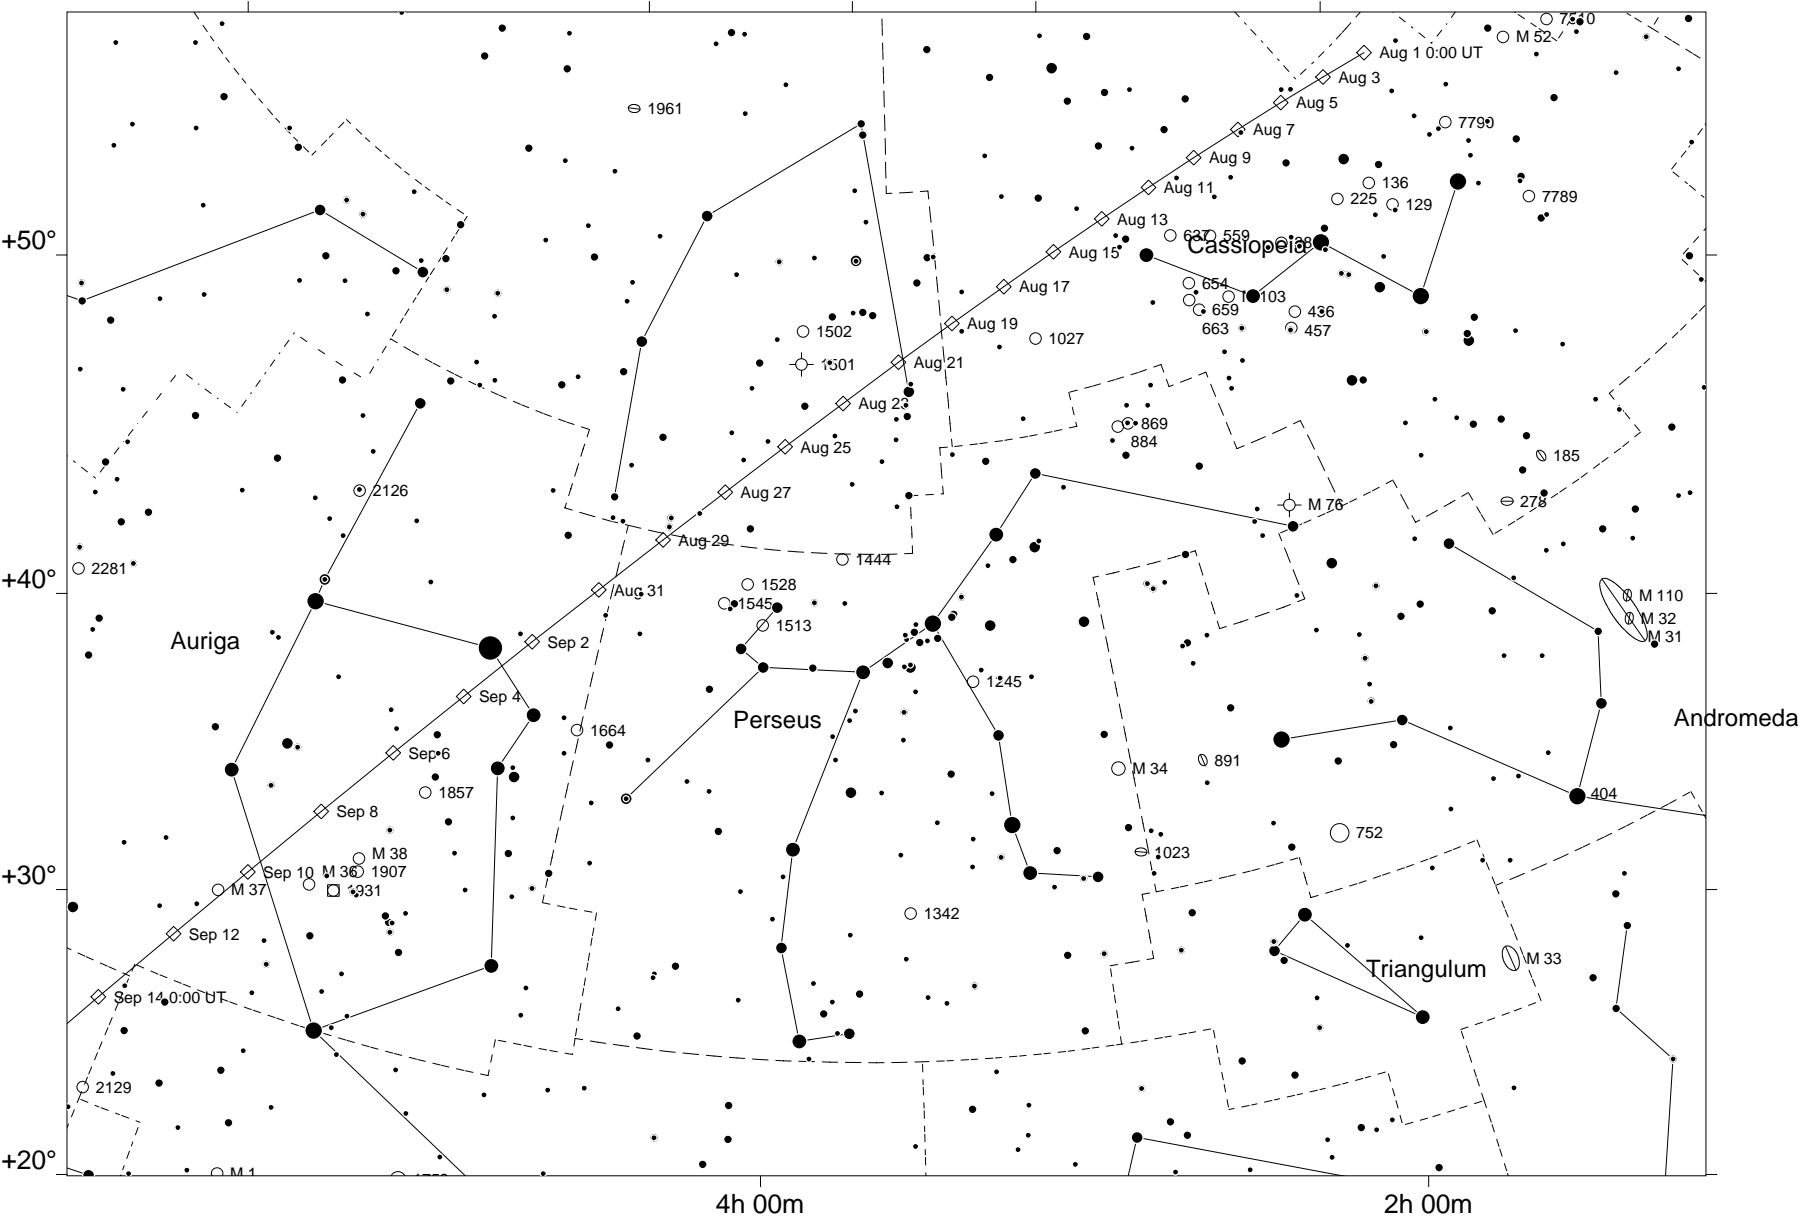 7510
M 52
Aug 1 0:00 UT
Aug 3
Aug 5
1961
7790
Aug 7
Aug 9
136
Aug 11
225
129
7789
Aug 13
637
559
Cassiopeia
+50°
Aug 15
654
Aug 17
103
659
436
663
457
Aug 19
1502
1027
Aug 21
1501
Aug 23
869
884
Aug 25
185
2126
Aug 27
278
M 76
Aug 29
1444
2281
+40°
1528
Aug 31
M 110
1545
M 32
1513
M 31
Auriga
Sep 2
1245
Sep 4
Perseus
Andromeda
1664
Sep 6
891
M 34
1857
404
Sep 8
752
M 38
1023
Sep 10
M 36
1907
+30°
M 37
1931
1342
Sep 12
M 33
Triangulum
Sep 14 0:00 UT
2129
+20°
M 1
4h 00m
2h 00m